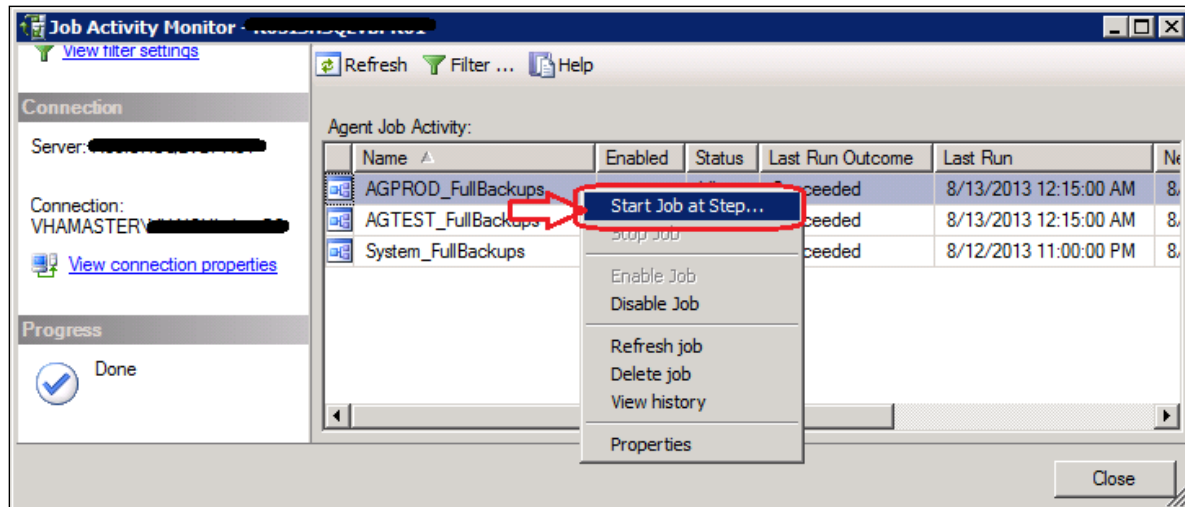 Job Activity Monitor -
View filter settings
Refresh Filter ... Help
Connection
Server:
Connection:
VHAMASTER\
View connection properties
Progress
Done
Agent Job Activity:
Name Enabled Status Last Run Outcome Last Run
AGPROD_FullBackups 8/13/2013 12:15:00 AM
AGTEST_FullBackups 8/13/2013 12:15:00 AM
System_FullBackups 8/12/2013 11:00:00 PM
Start Job at Step...
Stop Job
Enable Job
Disable Job
Refresh job
Delete job
View history
Properties
Close